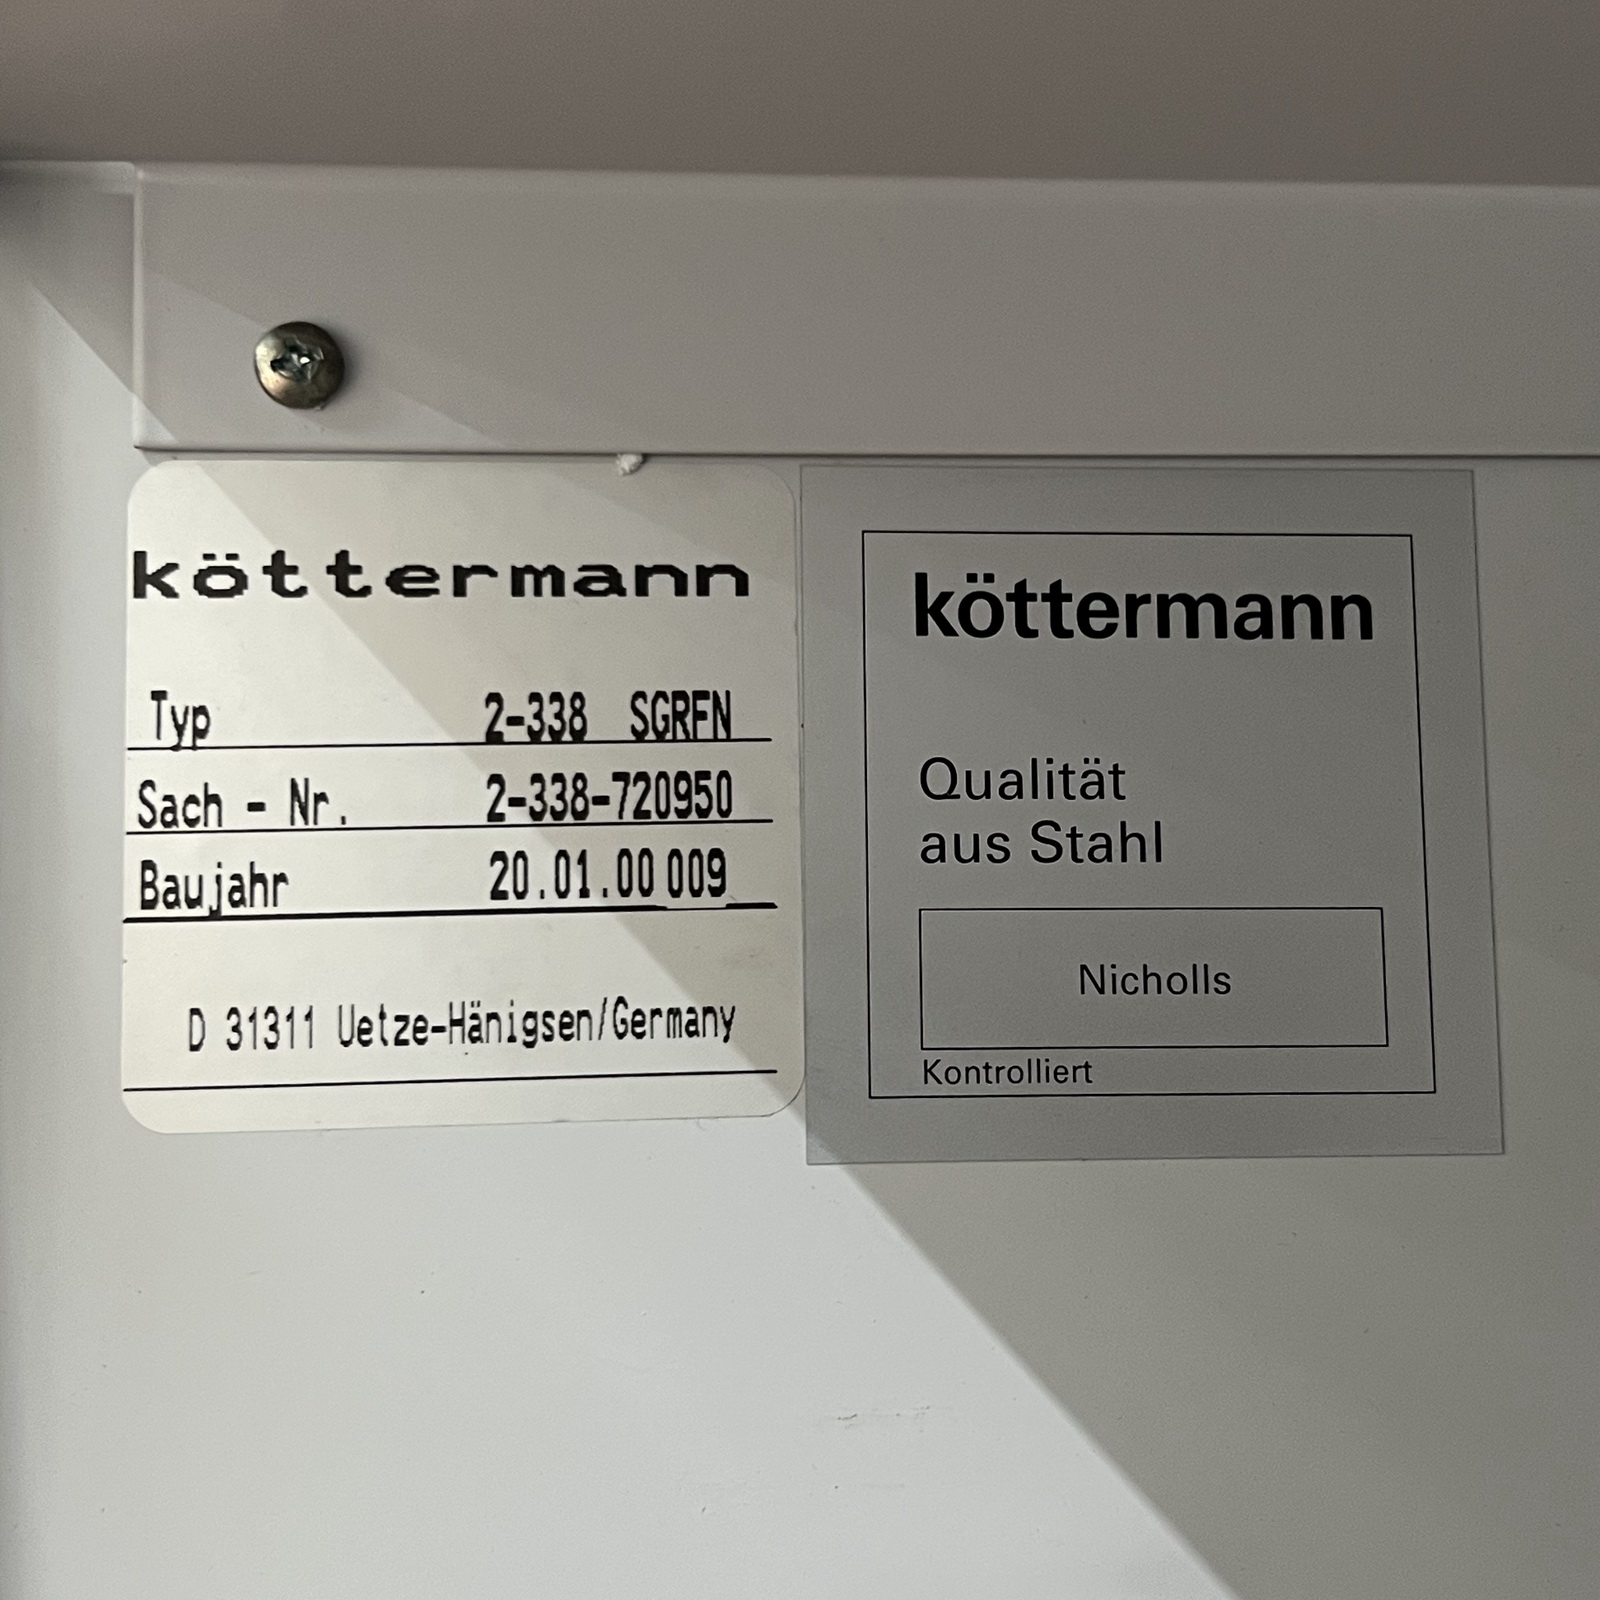 köttermann
Typ 2-338 SGRFN
Sach - Nr. 2-338-720950
Baujahr 20.01.00 009
D 31311 Uetze-Hänigsen/Germany
köttermann
Qualität
aus Stahl
Nicholls
Kontrolliert